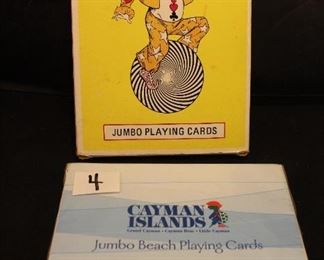 JUMBO PLAYING CARDS
4
CAYMAN
ISLANDS
Grand Cayman • Cayman Brac • Little Cayman
Jumbo Beach Playing Cards